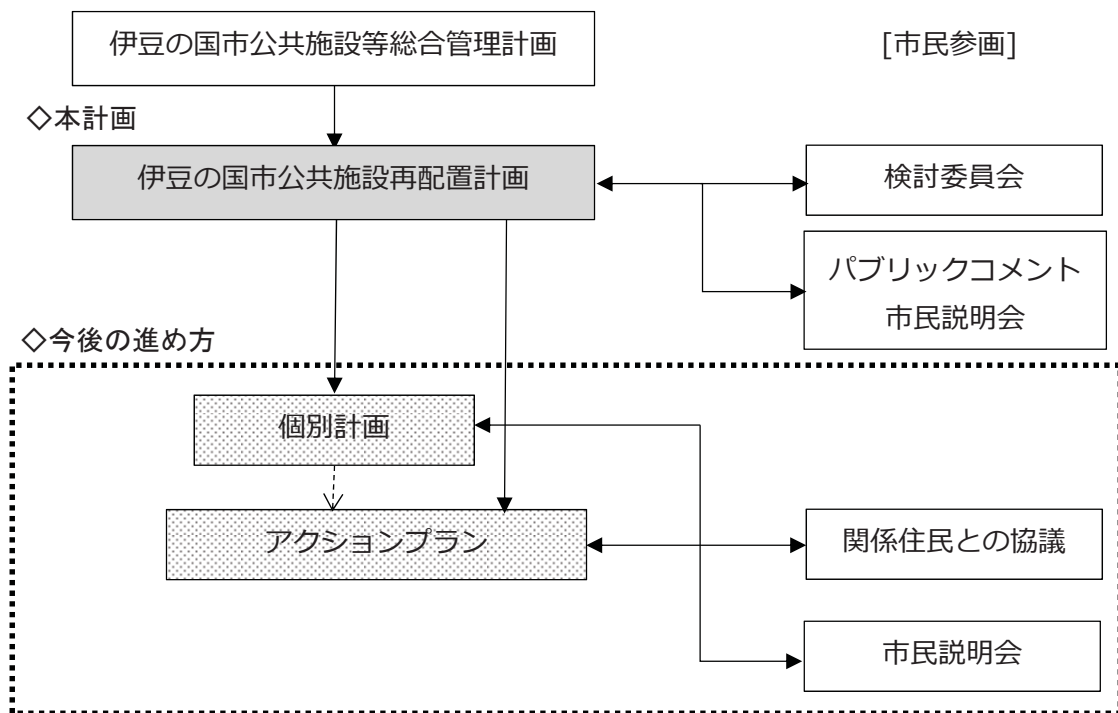 伊豆の国市公共施設等総合管理計画
[市民参画]
◇本計画
伊豆の国市公共施設再配置計画
検討委員会
パブリックコメント
市民説明会
◇今後の進め方
個別計画
アクションプラン
関係住民との協議
市民説明会